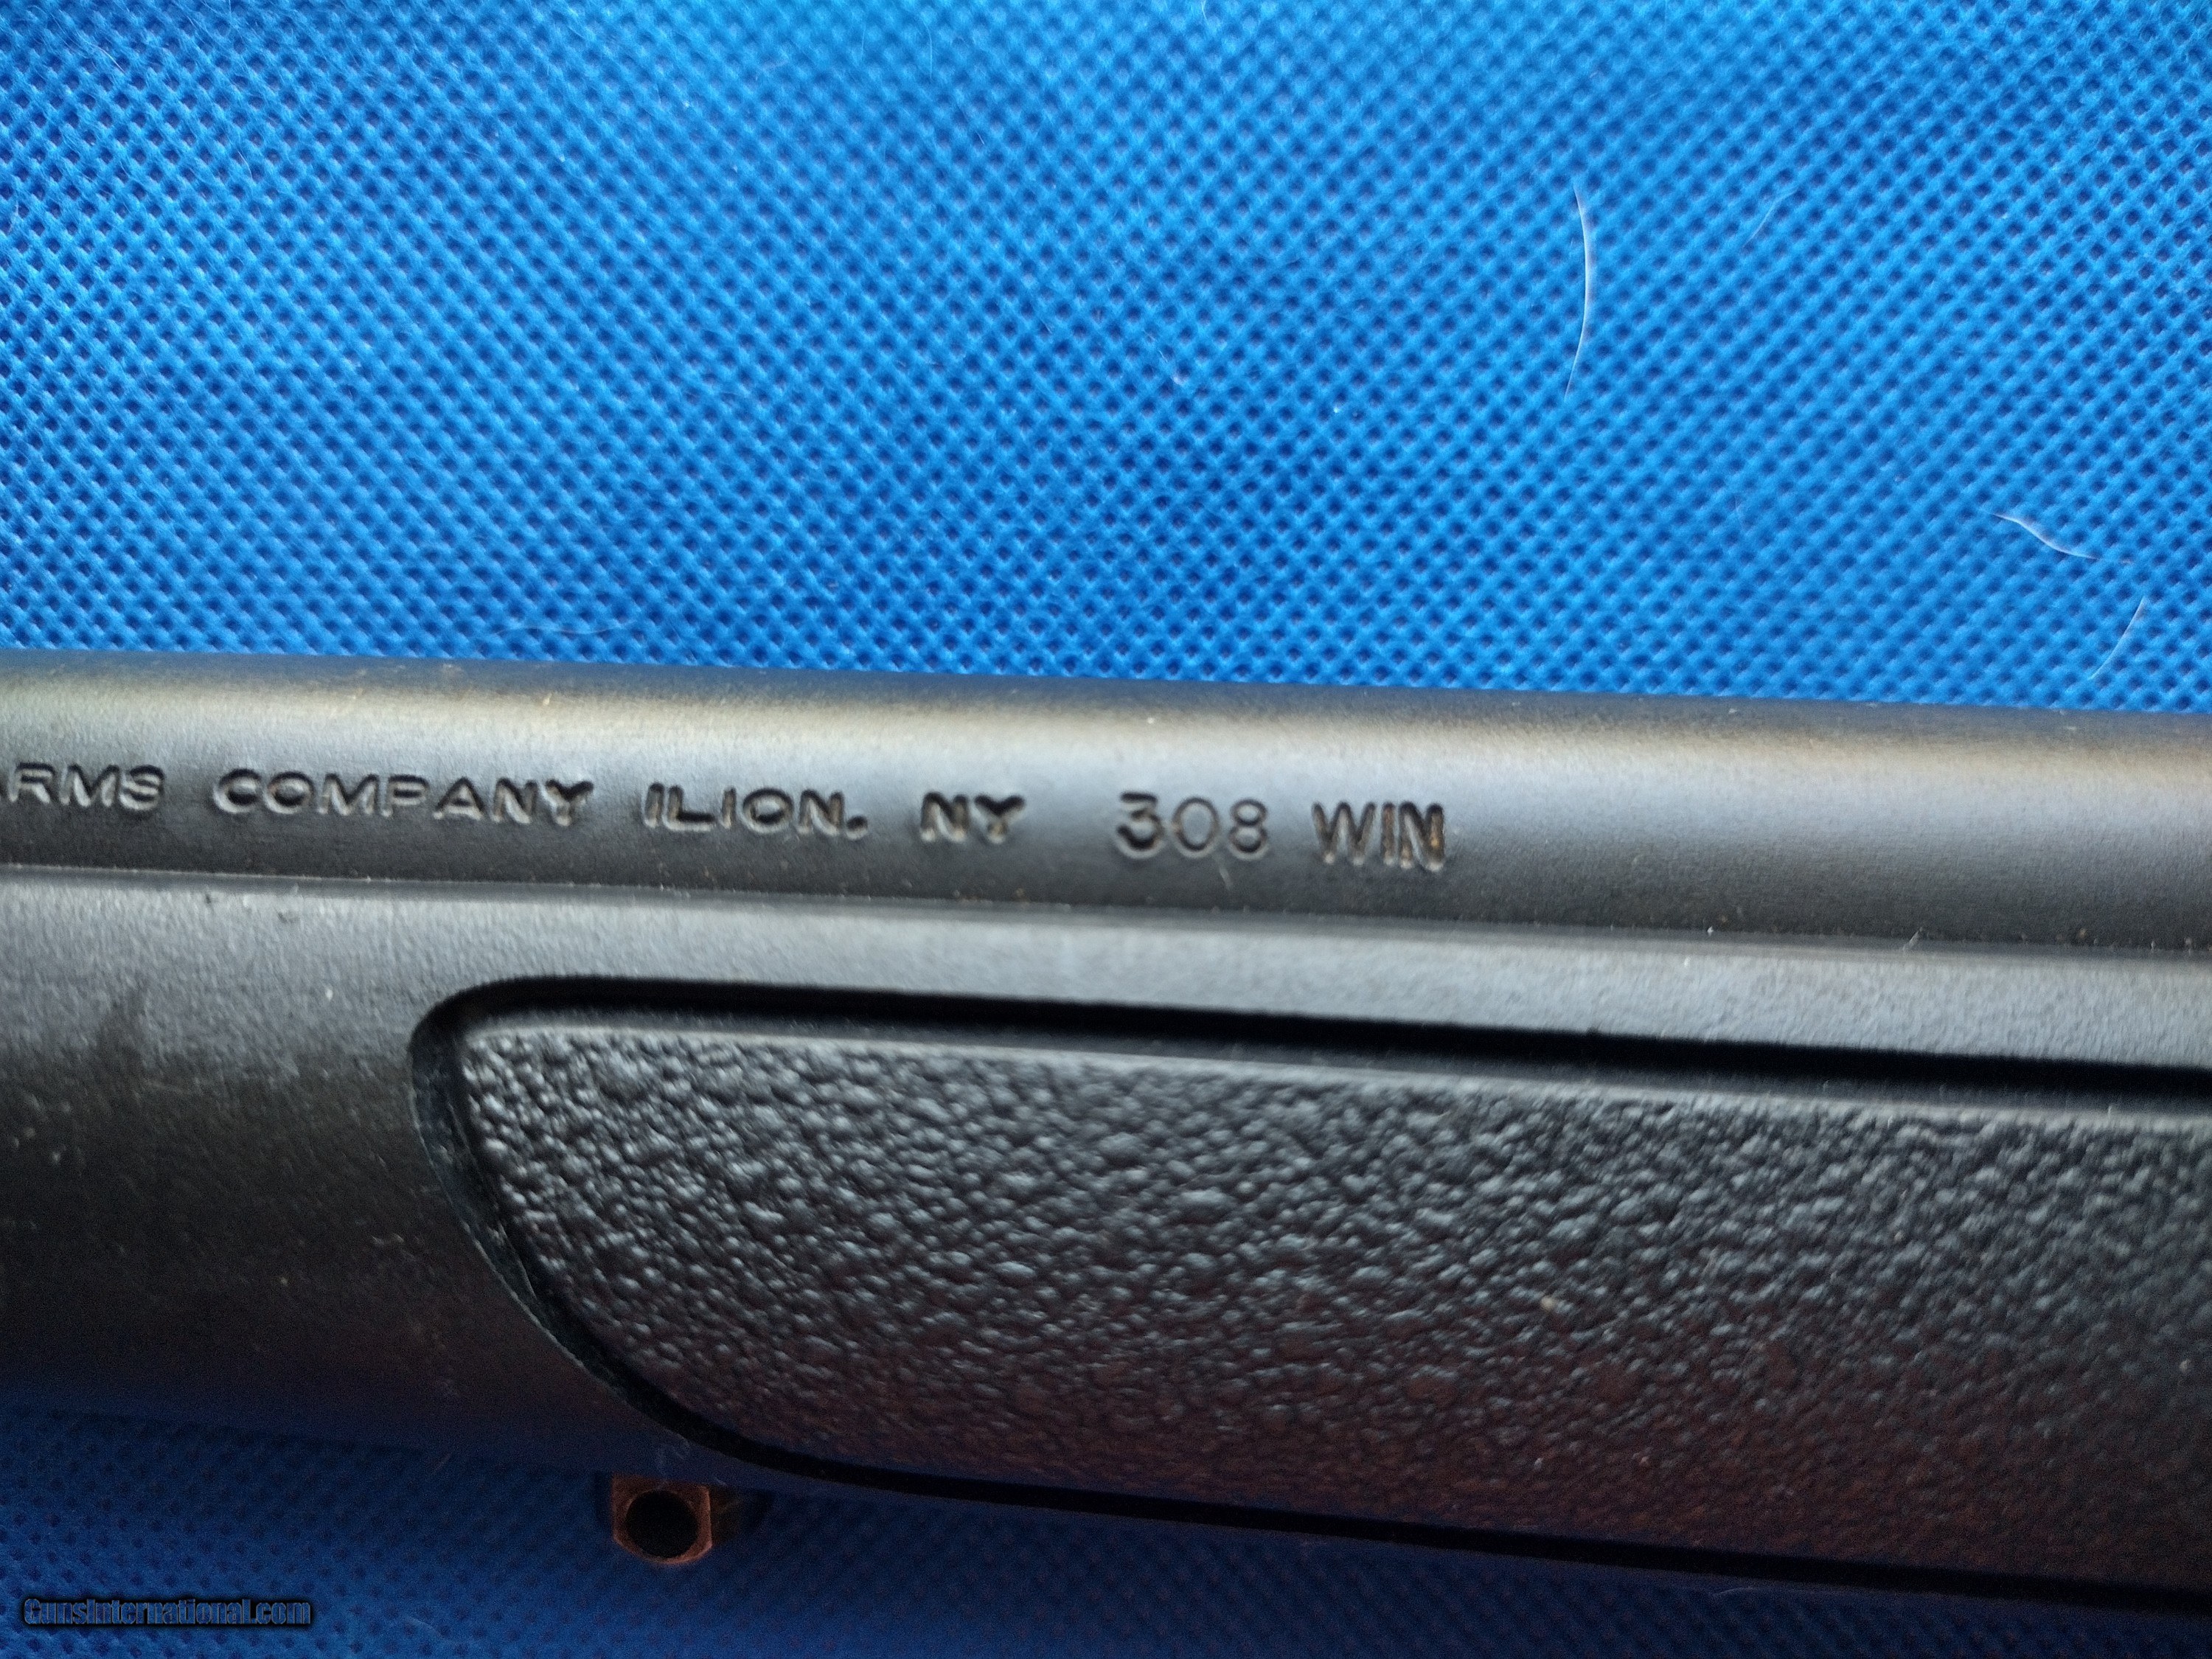 ARMS COMPANY ILION, NY 308 WIN
GunsInternational.com